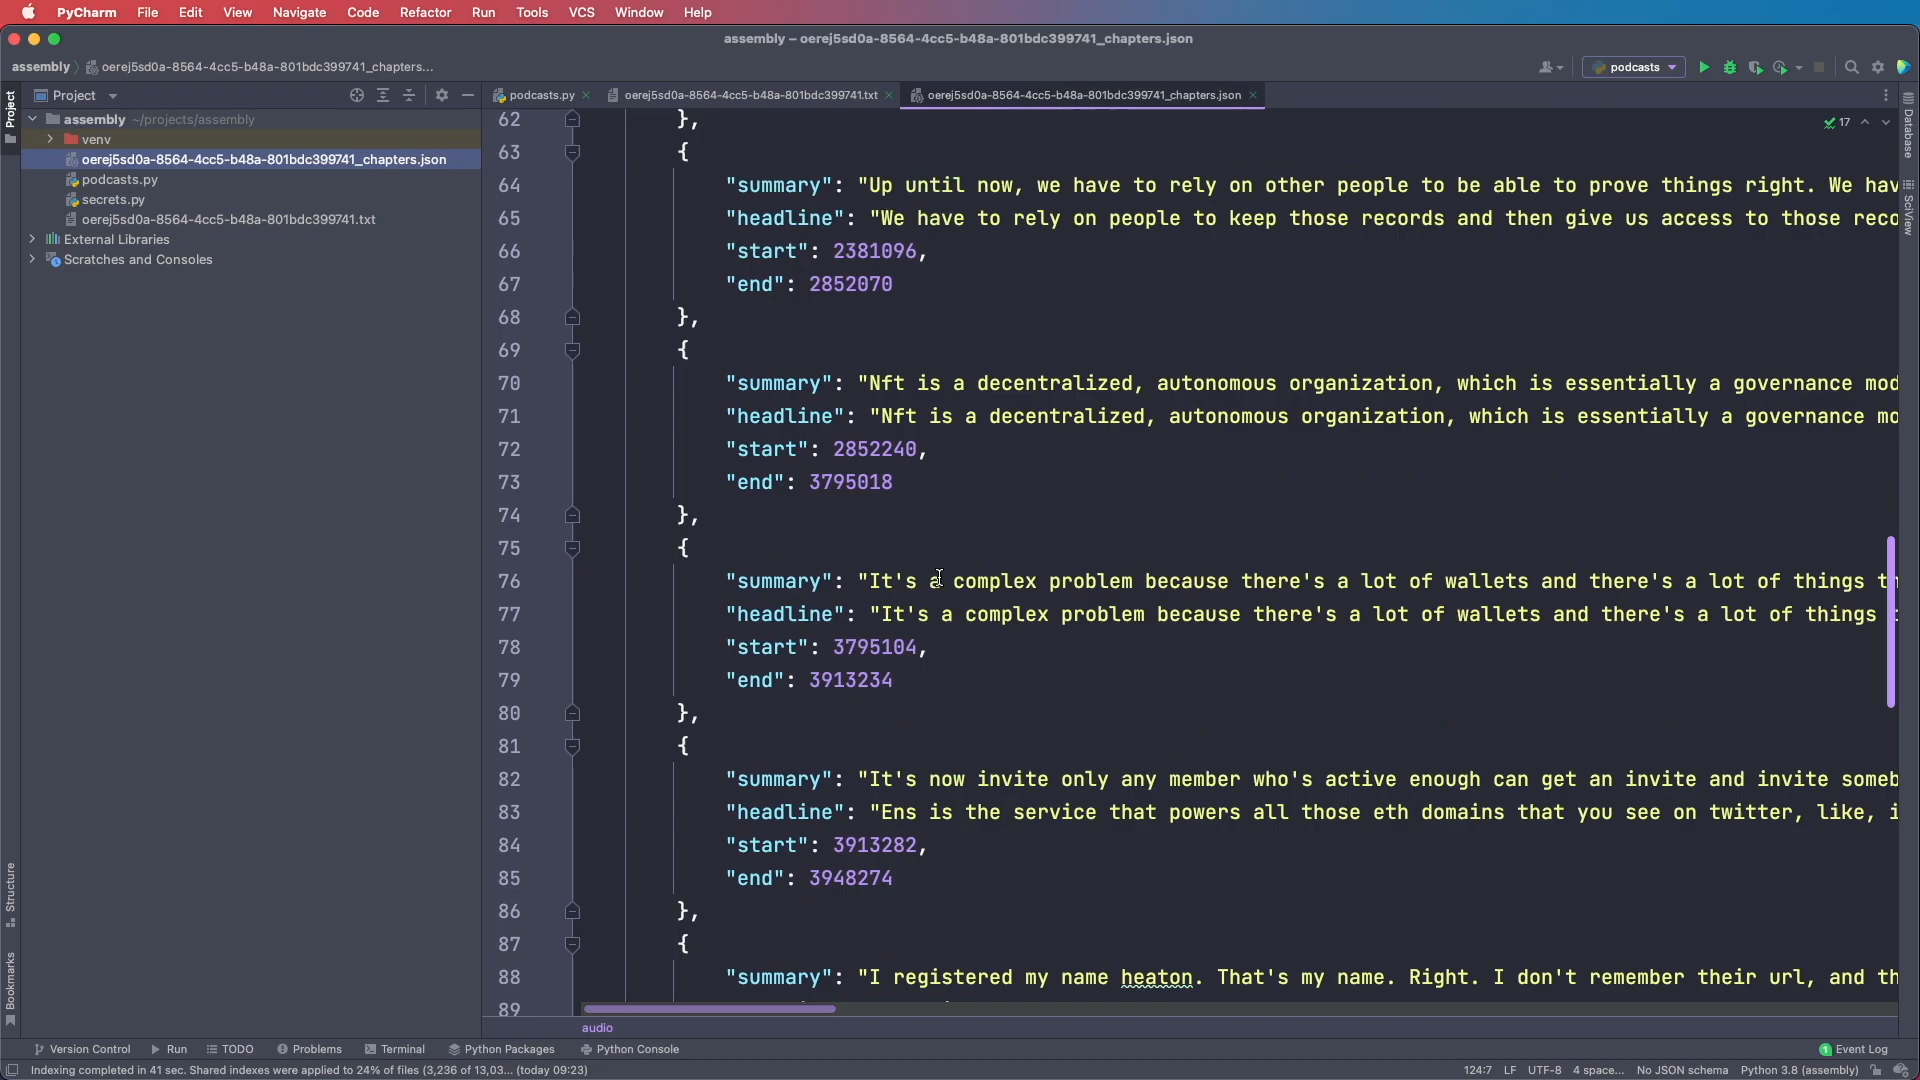 PyCharm File Edit View Navigate Code Refactor Run Tools VCS Window Help
assembly – oerej5sd0a-8564-4cc5-b48a-801bdc399741_chapters.json
assembly oerej5sd0a-8564-4cc5-b48a-801bdc399741_chapters... podcasts
Project podcasts.py oerej5sd0a-8564-4cc5-b48a-801bdc399741.txt oerej5sd0a-8564-4cc5-b48a-801bdc399741_chapters.json
Project
assembly ~/projects/assembly
venv
oerej5sd0a-8564-4cc5-b48a-801bdc399741_chapters.json
podcasts.py
secrets.py
oerej5sd0a-8564-4cc5-b48a-801bdc399741.txt
External Libraries
Scratches and Consoles
Structure
Bookmarks
17
Database
SciView
62 },
63 {
64 "summary": "Up until now, we have to rely on other people to be able to prove things right. We hav
65 "headline": "We have to rely on people to keep those records and then give us access to those reco
66 "start": 2381096,
67 "end": 2852070
68 },
69 {
70 "summary": "Nft is a decentralized, autonomous organization, which is essentially a governance mod
71 "headline": "Nft is a decentralized, autonomous organization, which is essentially a governance mo
72 "start": 2852240,
73 "end": 3795018
74 },
75 {
76 "summary": "It's a complex problem because there's a lot of wallets and there's a lot of things th
77 "headline": "It's a complex problem because there's a lot of wallets and there's a lot of things
78 "start": 3795104,
79 "end": 3913234
80 },
81 {
82 "summary": "It's now invite only any member who's active enough can get an invite and invite someb
83 "headline": "Ens is the service that powers all those eth domains that you see on twitter, like, i
84 "start": 3913282,
85 "end": 3948274
86 },
87 {
88 "summary": "I registered my name heaton. That's my name. Right. I don't remember their url, and th
89
audio
Version Control Run TODO Problems Terminal Python Packages Python Console 1 Event Log
Indexing completed in 41 sec. Shared indexes were applied to 24% of files (3,236 of 13,03... (today 09:23) 124:7 LF UTF-8 4 space... No JSON schema Python 3.8 (assembly)